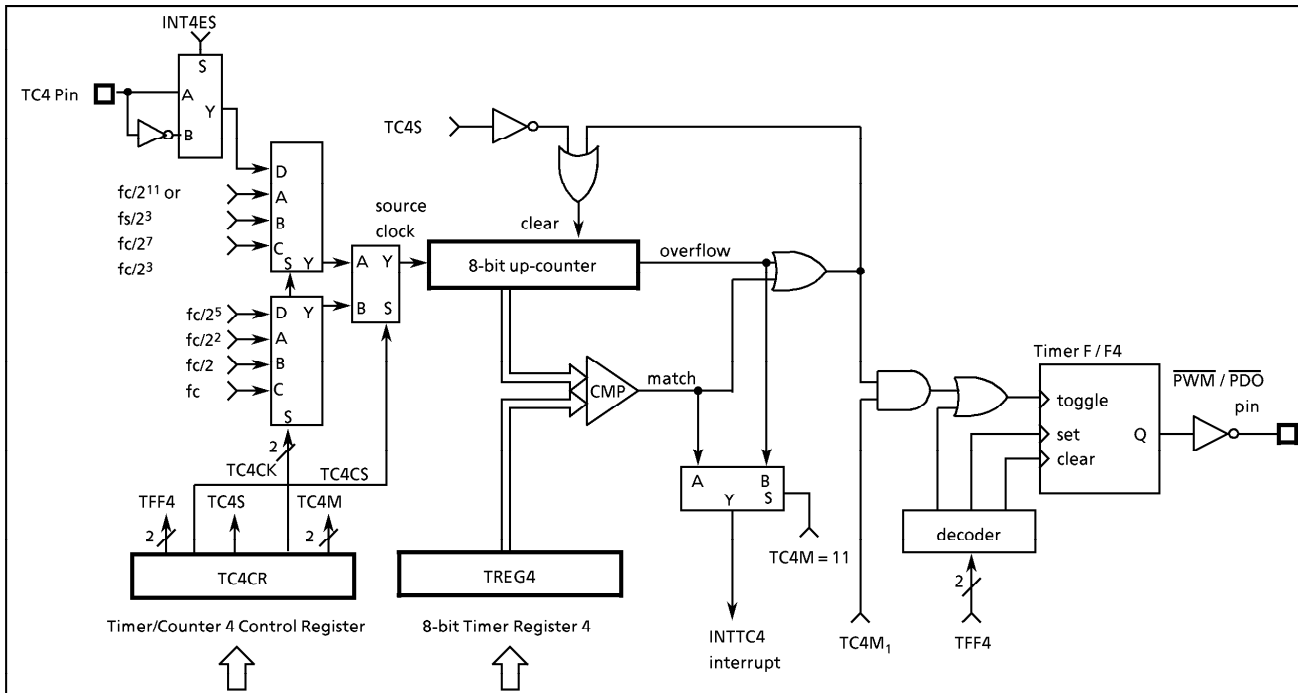 INT4ES
S
TC4 Pin
A
Y
B
TC4S
D
fc/2¹¹ or
A
fs/2³
B
fc/2⁷
C
fc/2³
S Y
source
clock
clear
A Y
B S
8-bit up-counter
overflow
fc/2⁵
D Y
fc/2²
A
fc/2
B
fc
C
S
CMP
match
Timer F / F4
toggle
set
clear
Q
PWM / PDO
pin
2
TC4CK
TC4CS
TFF4
TC4S
TC4M
2
2
A B
Y S
TC4M = 11
decoder
2
TC4CR
TREG4
Timer/Counter 4 Control Register
8-bit Timer Register 4
INTTC4
interrupt
TC4M₁
TFF4